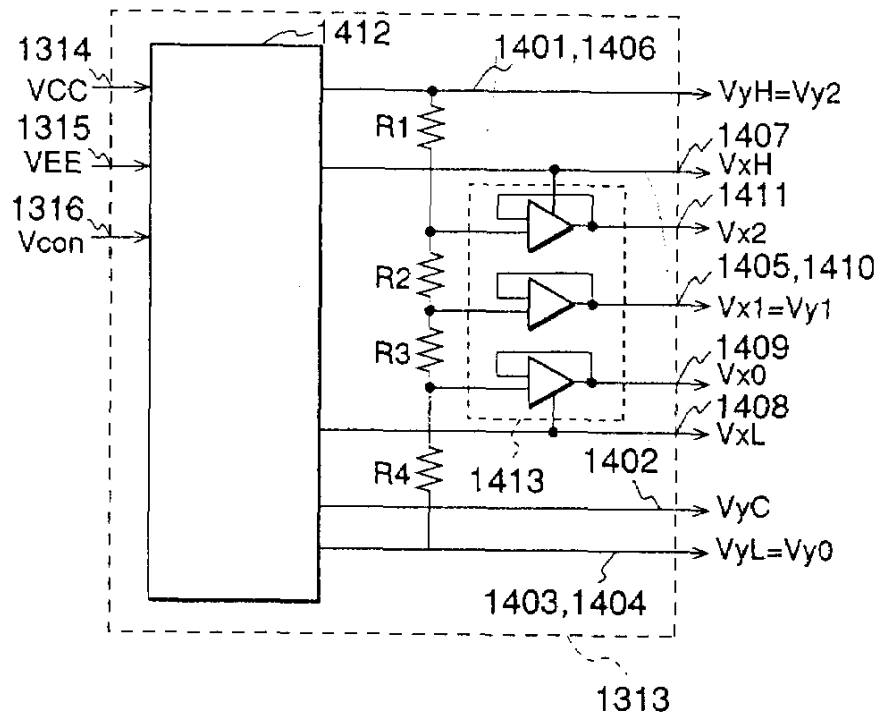 1412
1314
1401,1406
VCC
VyH=Vy2
R1
1315
1407
VEE
VxH
1316
1411
Vcon
Vx2
R2
1405,1410
Vx1=Vy1
R3
1409
Vx0
1408
VxL
R4
1413
1402
VyC
VyL=Vy0
1403,1404
1313